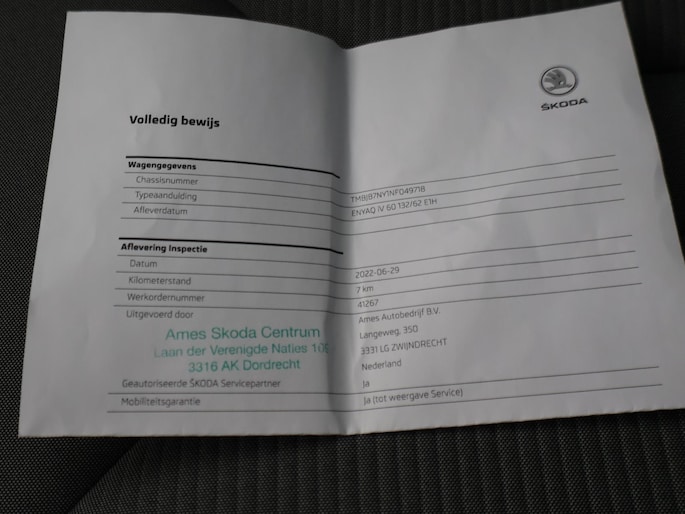 ŠKODA
Volledig bewijs
Wagengegevens
Chassisnummer TMBJB7NY1NF049718
Typeaanduiding ENYAQ IV 60 132/62 E1H
Afleverdatum
Aflevering Inspectie
Datum 2022-06-29
Kilometerstand 7 km
Werkordernummer 41267
Uitgevoerd door Ames Autobedrijf B.V.
Langeweg, 350
3331 LG ZWIJNDRECHT
Nederland
Ames Skoda Centrum
Laan der Verenigde Naties
3316 AK Dordrecht
Geautoriseerde ŠKODA Servicepartner Ja
Mobiliteitsgarantie Ja (tot weergave Service)